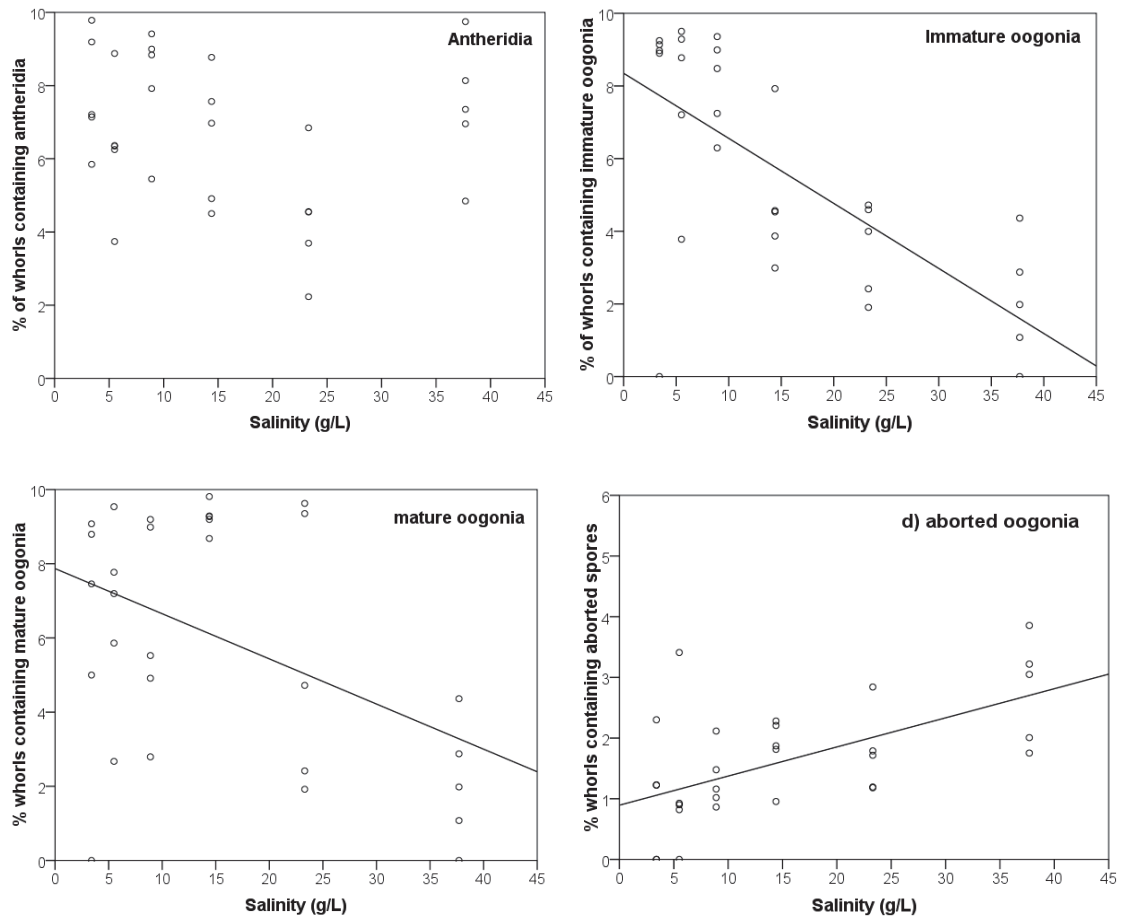 Antheridia
% of whorls containing antheridia
10
8
6
4
2
0
0 5 10 15 20 25 30 35 40 45
Salinity (g/L)
Immature oogonia
% of whorls containing immature oogonia
10
8
6
4
2
0
0 5 10 15 20 25 30 35 40 45
Salinity (g/L)
mature oogonia
% whorls containing mature oogonia
10
8
6
4
2
0
0 5 10 15 20 25 30 35 40 45
Salinity (g/L)
d) aborted oogonia
% whorls containing aborted spores
6
5
4
3
2
1
0
0 5 10 15 20 25 30 35 40 45
Salinity (g/L)